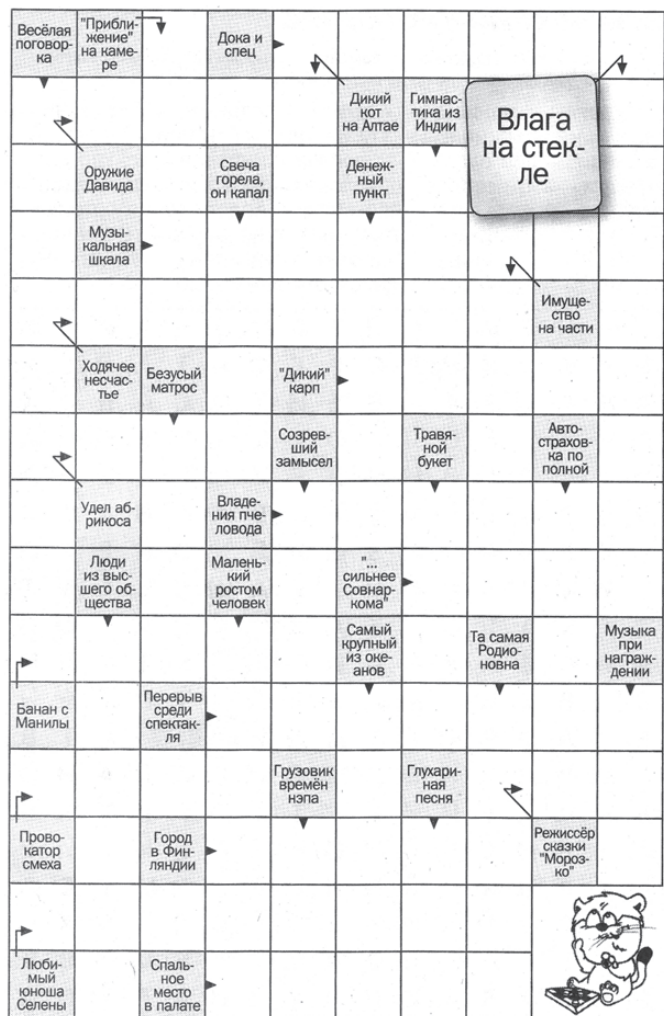 Весёлая
поговор-
ка
"Прибли-
жение"
на каме-
ре
Дока и
спец
Дикий
кот
на Алтае
Гимнас-
тика из
Индии
Влага
на стек-
ле
Оружие
Давида
Свеча
горела,
он капал
Денеж-
ный
пункт
Музы-
кальная
шкала
Имуще-
ство
на части
Ходячее
несчас-
тье
Безусый
матрос
"Дикий"
карп
Созрев-
ший
замысел
Травя-
ной
букет
Авто-
страхов-
ка по
полной
Удел аб-
рикоса
Владе-
ния пче-
ловода
Люди
из выс-
шего об-
щества
Малень-
кий
ростом
человек
"...
сильнее
Совнар-
кома"
Самый
крупный
из оке-
анов
Та самая
Родио-
новна
Музыка
при
награж-
дении
Банан с
Манилы
Перерыв
среди
спектак-
ля
Грузовик
времён
нэпа
Глухари-
ная
песня
Прово-
катор
смеха
Город
в Фин-
ляндии
Режиссёр
сказки
"Мороз-
ко"
Люби-
мый
юноша
Селены
Спаль-
ное
место
в палате